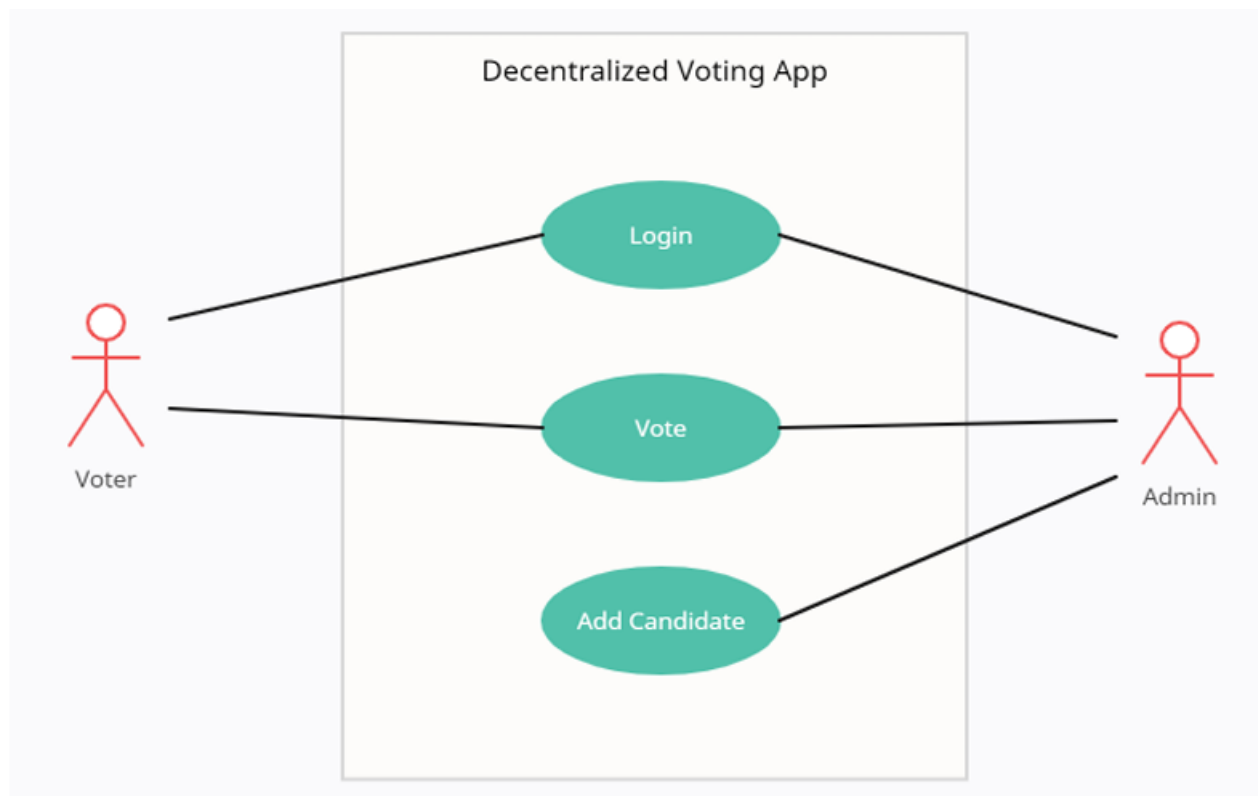 Decentralized Voting App
Login
Vote
Voter
Admin
Add Candidate